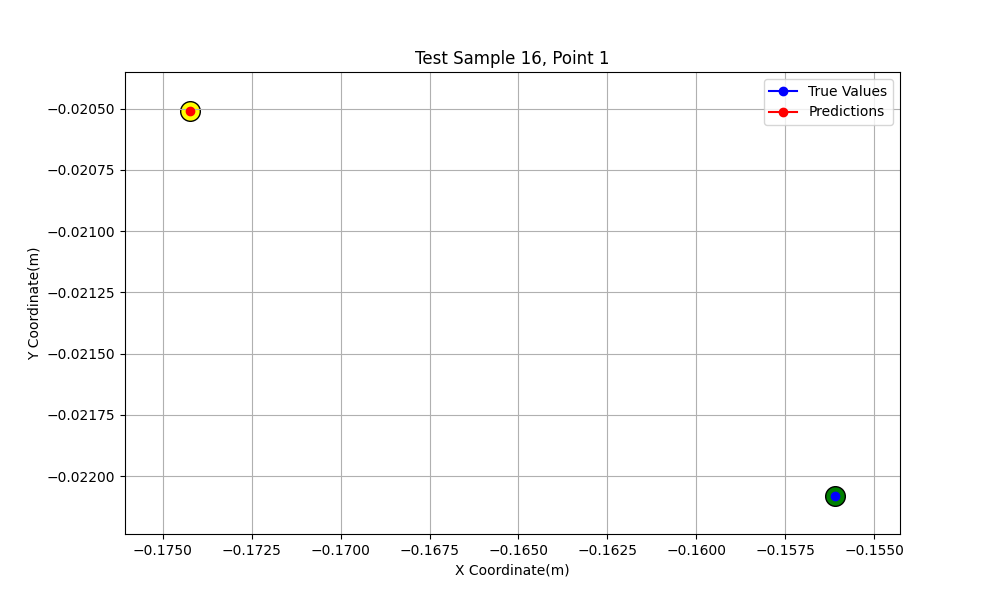 Test Sample 16, Point 1
True Values
Predictions
Y Coordinate(m)
−0.02050
−0.02075
−0.02100
−0.02125
−0.02150
−0.02175
−0.02200
−0.1750 −0.1725 −0.1700 −0.1675 −0.1650 −0.1625 −0.1600 −0.1575 −0.1550
X Coordinate(m)